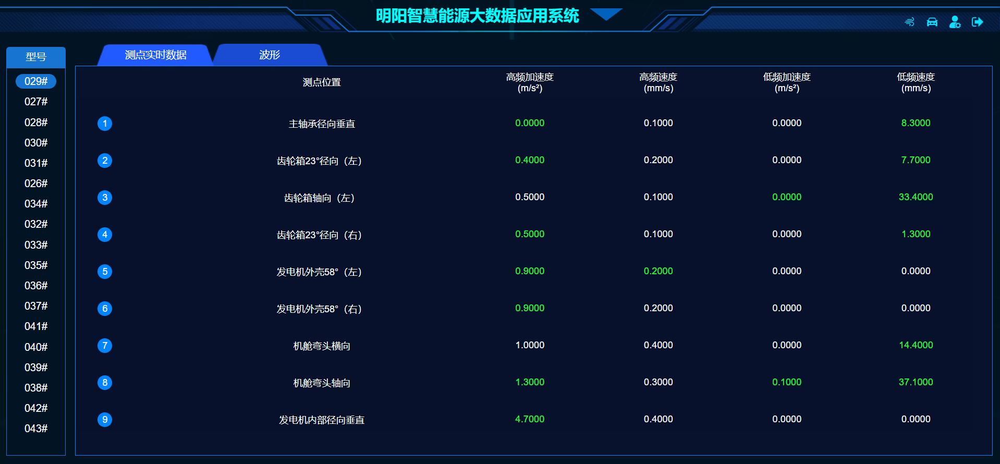 明阳智慧能源大数据应用系统
型号
029#
027#
028#
030#
031#
026#
034#
032#
033#
035#
036#
037#
041#
040#
039#
038#
042#
043#
测点实时数据 波形
测点位置 高频加速度 高频速度 低频加速度 低频速度
(m/s²) (mm/s) (m/s²) (mm/s)
1 主轴承径向垂直 0.0000 0.1000 0.0000 8.3000
2 齿轮箱23°径向（左） 0.4000 0.2000 0.0000 7.7000
3 齿轮箱轴向（左） 0.5000 0.1000 0.0000 33.4000
4 齿轮箱23°径向（右） 0.5000 0.1000 0.0000 1.3000
5 发电机外壳58°（左） 0.9000 0.2000 0.0000 0.0000
6 发电机外壳58°（右） 0.9000 0.2000 0.0000 0.0000
7 机舱弯头横向 1.0000 0.4000 0.0000 14.4000
8 机舱弯头轴向 1.3000 0.3000 0.1000 37.1000
9 发电机内部径向垂直 4.7000 0.4000 0.0000 0.0000